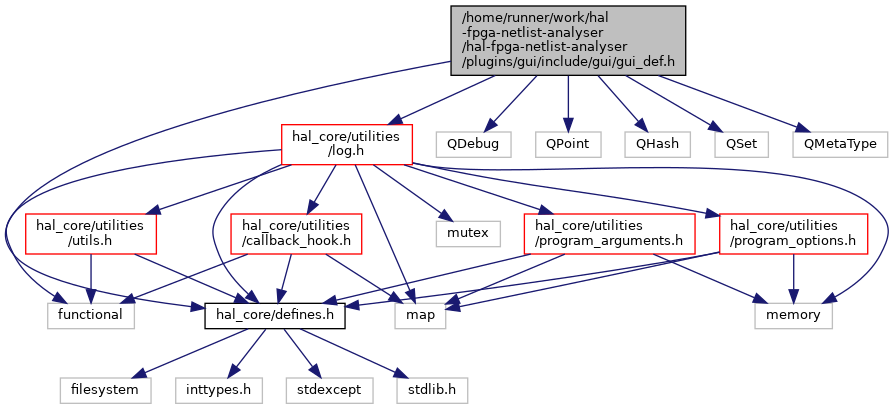 /home/runner/work/hal
-fpga-netlist-analyser
/hal-fpga-netlist-analyser
/plugins/gui/include/gui/gui_def.h
hal_core/utilities
/log.h
QDebug
QPoint
QHash
QSet
QMetaType
hal_core/utilities
/utils.h
hal_core/utilities
/callback_hook.h
mutex
hal_core/utilities
/program_arguments.h
hal_core/utilities
/program_options.h
functional
hal_core/defines.h
map
memory
filesystem
inttypes.h
stdexcept
stdlib.h